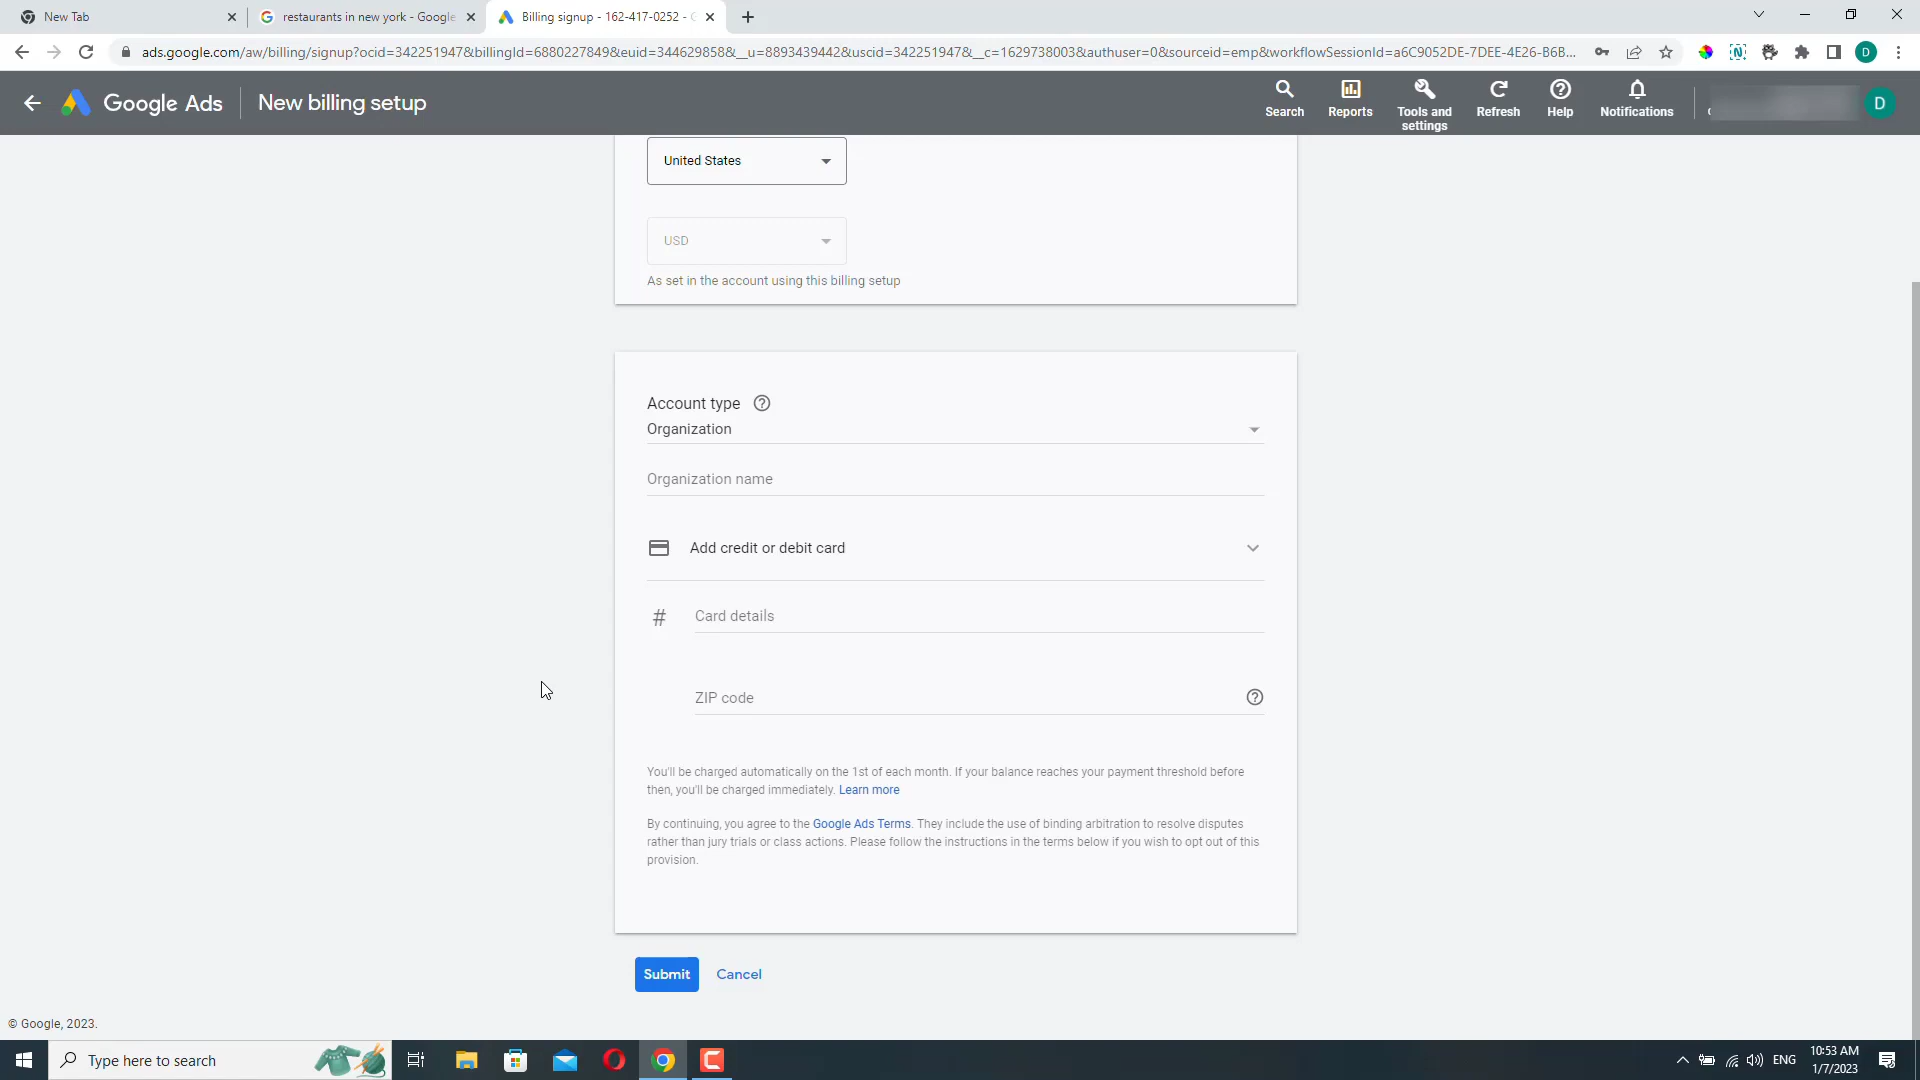 New Tab
restaurants in new york - Google
Billing signup - 162-417-0252 - G
ads.google.com/aw/billing/signup?ocid=342251947&billingId=6880227849&euid=344629858&__u=8893439442&uscid=342251947&__c=1629738003&authuser=0&sourceid=emp&workflowSessionId=a6C9052DE-7DEE-4E26-B6B...
D
Google Ads
New billing setup
Search
Reports
Tools and
settings
Refresh
Help
Notifications
D
United States
USD
As set in the account using this billing setup
Account type
Organization
Organization name
Add credit or debit card
# Card details
ZIP code
You'll be charged automatically on the 1st of each month. If your balance reaches your payment threshold before
then, you'll be charged immediately. Learn more
By continuing, you agree to the Google Ads Terms. They include the use of binding arbitration to resolve disputes
rather than jury trials or class actions. Please follow the instructions in the terms below if you wish to opt out of this
provision.
Submit
Cancel
© Google, 2023.
Type here to search
ENG
10:53 AM
1/7/2023